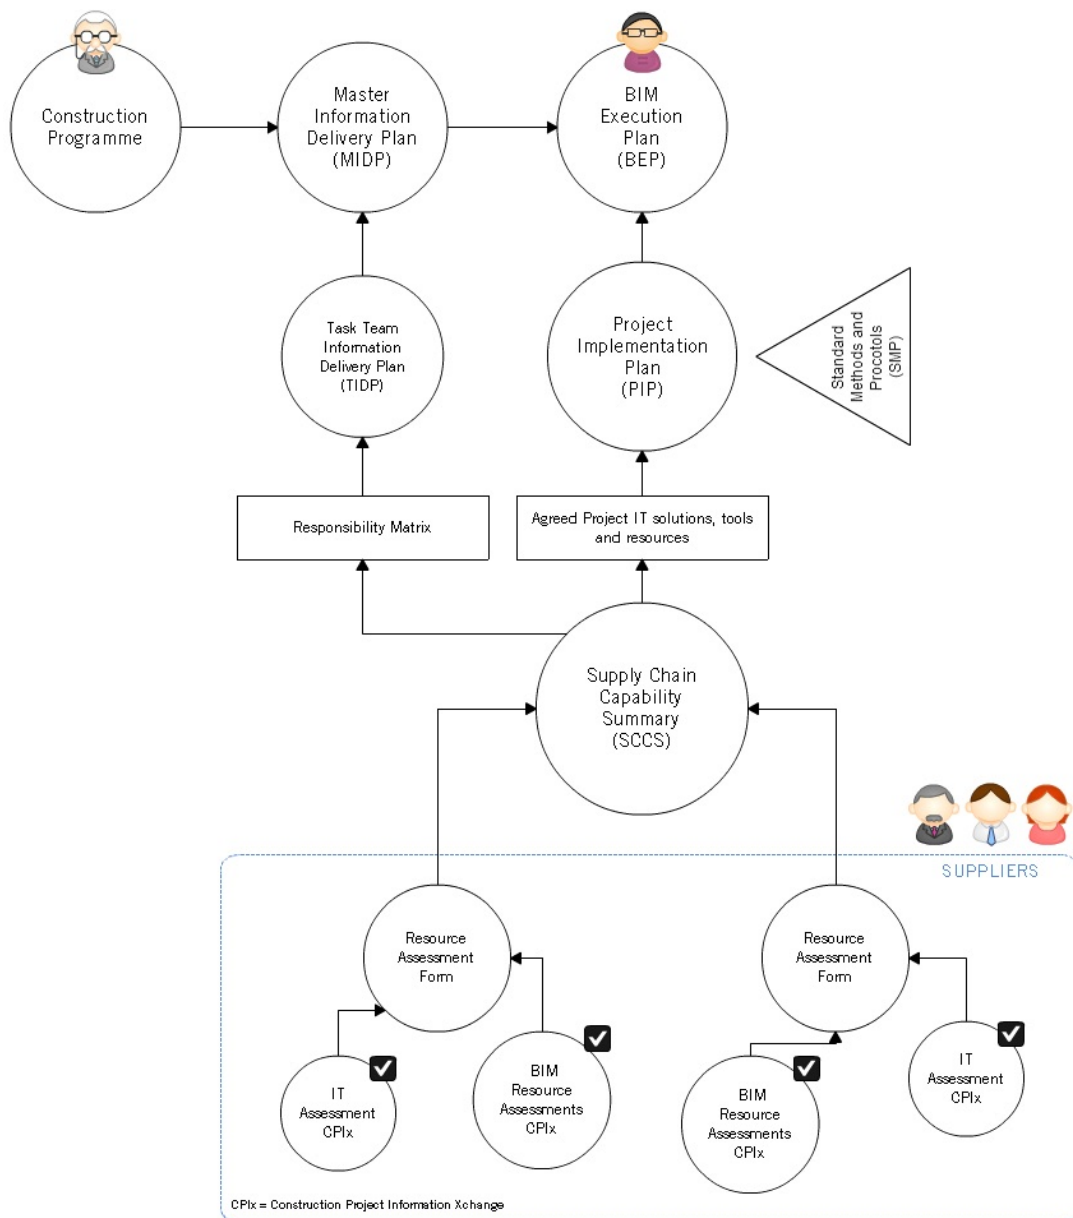 Construction
Programme
Master
Information
Delivery Plan
(MIDP)
BIM
Execution
Plan
(BEP)
Task Team
Information
Delivery Plan
(TIDP)
Project
Implementation
Plan
(PIP)
Standard
Methods and
Procotols
(SMP)
Responsibility Matrix
Agreed Project IT solutions, tools
and resources
Supply Chain
Capability
Summary
(SCCS)
SUPPLIERS
Resource
Assessment
Form
Resource
Assessment
Form
IT
Assessment
CPIx
BIM
Resource
Assessments
CPIx
BIM
Resource
Assessments
CPIx
IT
Assessment
CPIx
CPIx = Construction Project Information Xchange